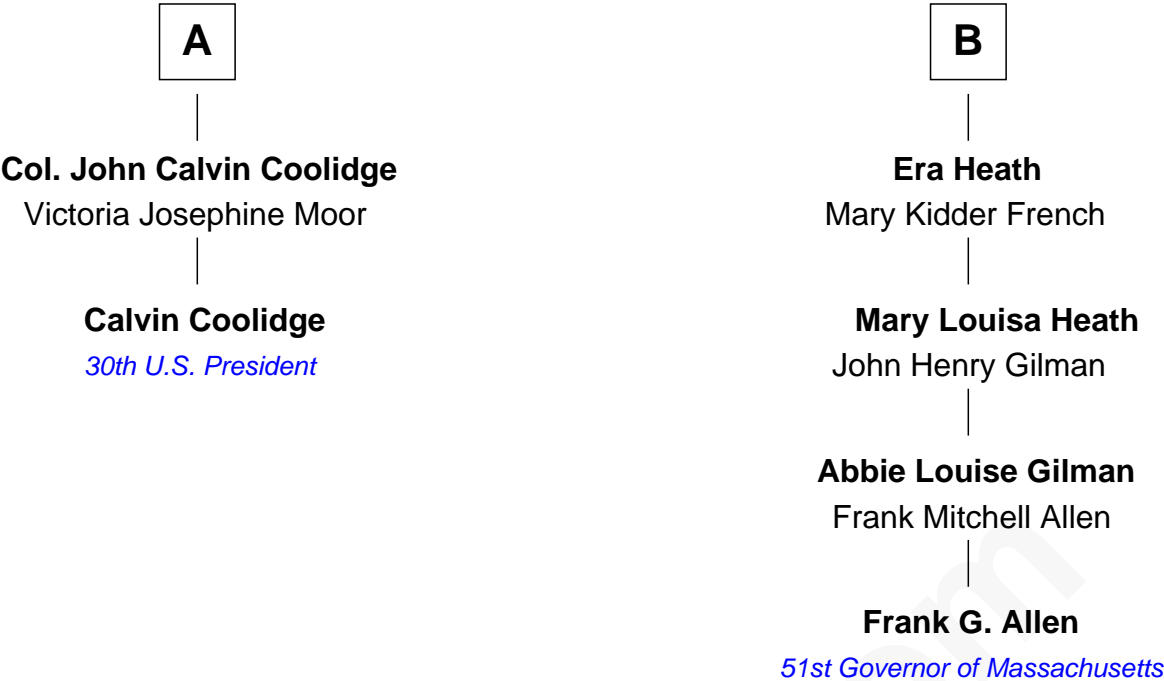 A
Col. John Calvin Coolidge
Victoria Josephine Moor
Calvin Coolidge
30th U.S. President
B
Era Heath
Mary Kidder French
Mary Louisa Heath
John Henry Gilman
Abbie Louise Gilman
Frank Mitchell Allen
Frank G. Allen
51st Governor of Massachusetts
om